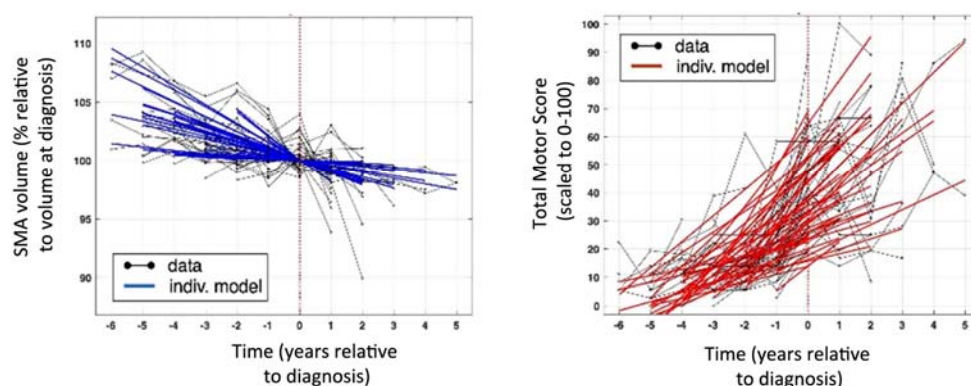 SMA volume (% relative
to volume at diagnosis)
110
105
100
95
90
data
indiv. model
-6 -5 -4 -3 -2 -1 0 1 2 3 4 5
Time (years relative
to diagnosis)
Total Motor Score
(scaled to 0-100)
100
90
80
70
60
50
40
30
20
10
0
data
indiv. model
-6 -5 -4 -3 -2 -1 0 1 2 3 4 5
Time (years relative
to diagnosis)